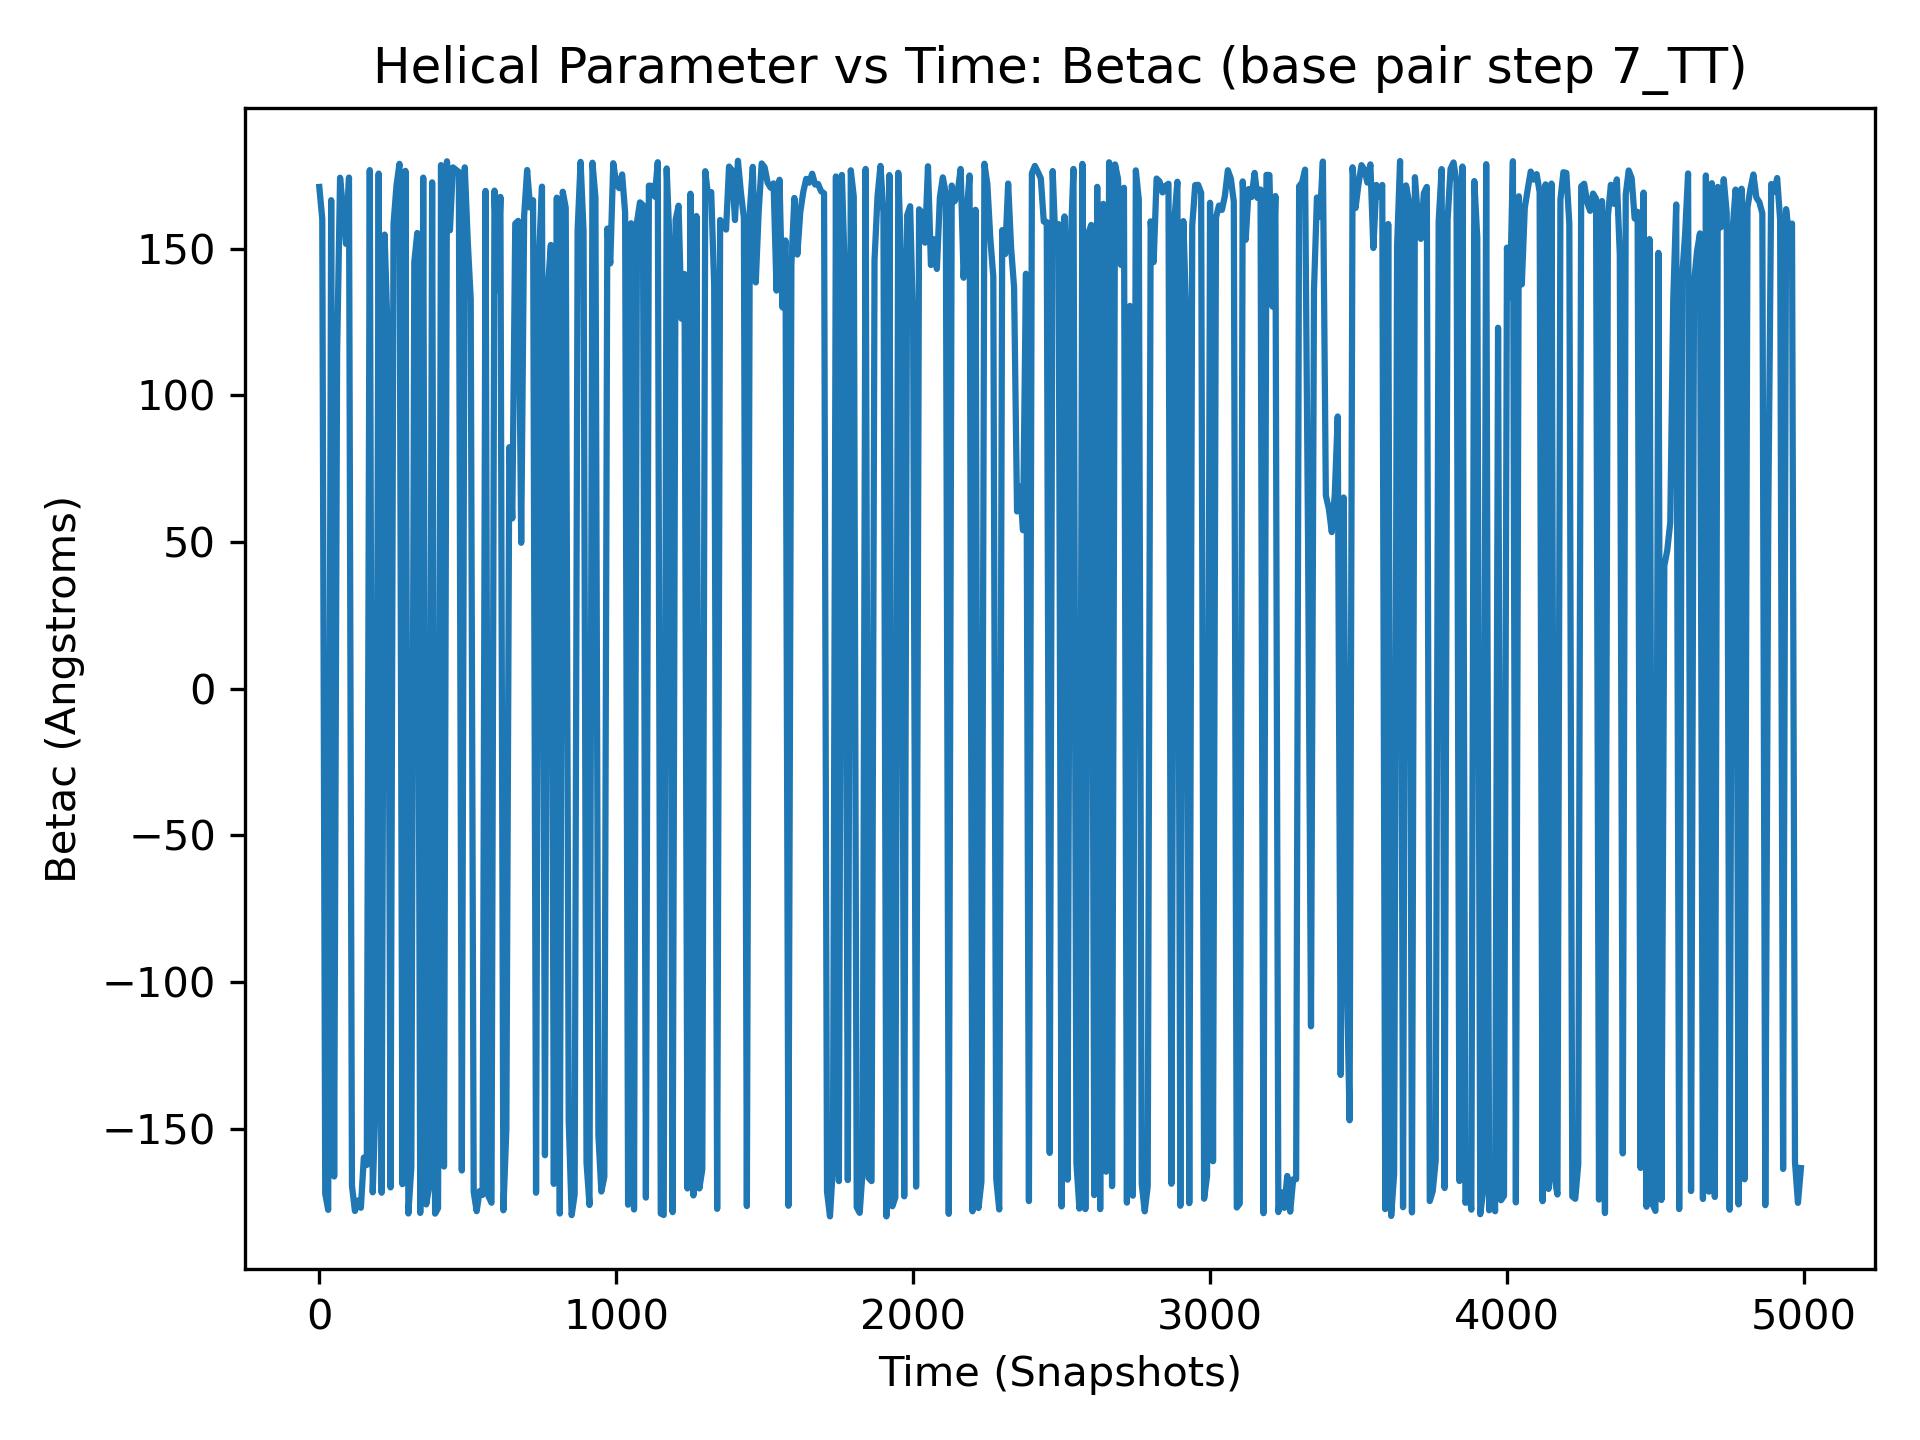 Helical Parameter vs Time: Betac (base pair step 7_TT)
Betac (Angstroms)
150
100
50
0
−50
−100
−150
0 1000 2000 3000 4000 5000
Time (Snapshots)